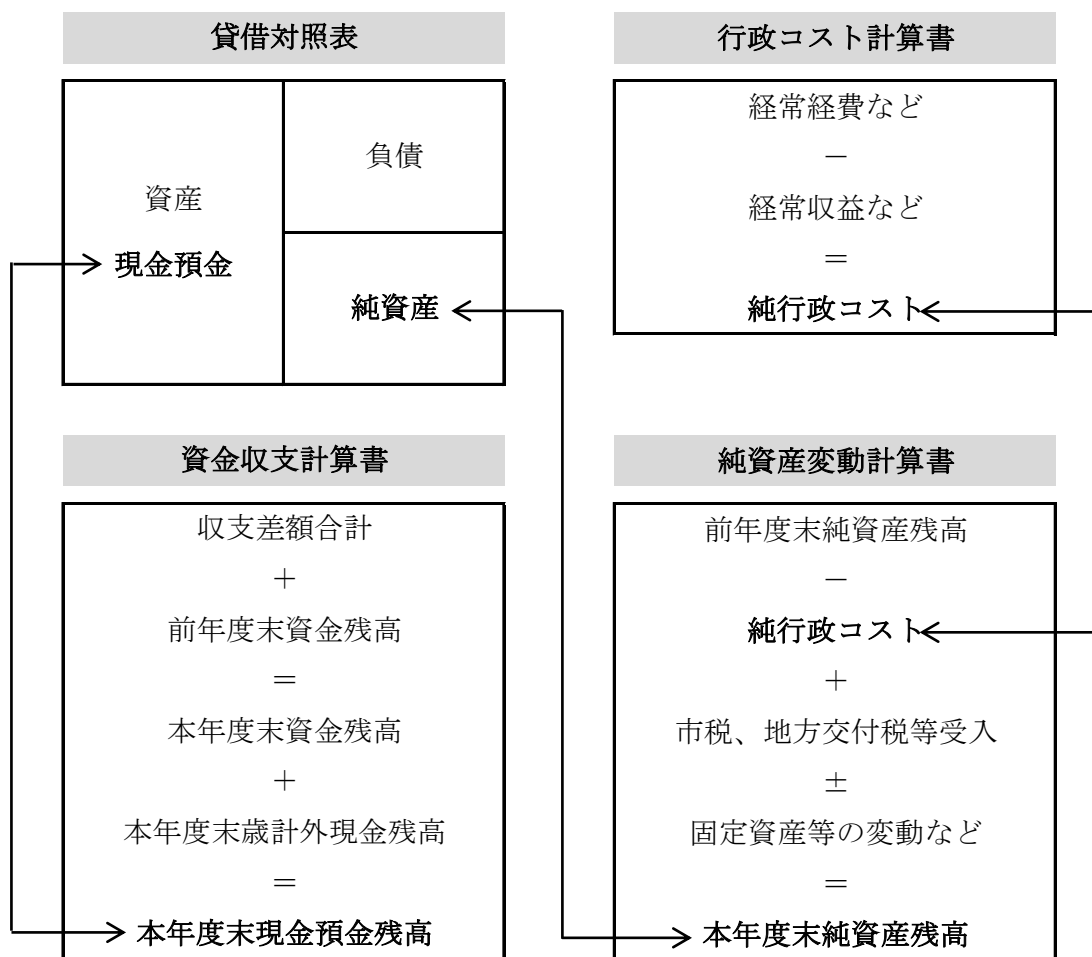 貸借対照表
資産
現金預金
負債
純資産
行政コスト計算書
経常経費など
－
経常収益など
＝
純行政コスト
資金収支計算書
収支差額合計
＋
前年度末資金残高
＝
本年度末資金残高
＋
本年度末歳計外現金残高
＝
本年度末現金預金残高
純資産変動計算書
前年度末純資産残高
－
純行政コスト
＋
市税、地方交付税等受入
±
固定資産等の変動など
＝
本年度末純資産残高